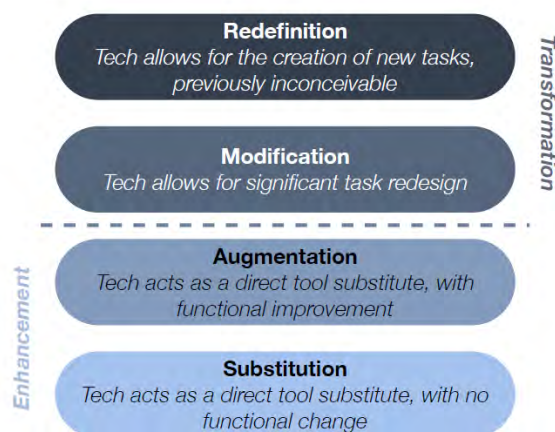 Redefinition
Tech allows for the creation of new tasks,
previously inconceivable
Transformation
Modification
Tech allows for significant task redesign
Augmentation
Tech acts as a direct tool substitute, with
functional improvement
Enhancement
Substitution
Tech acts as a direct tool substitute, with no
functional change